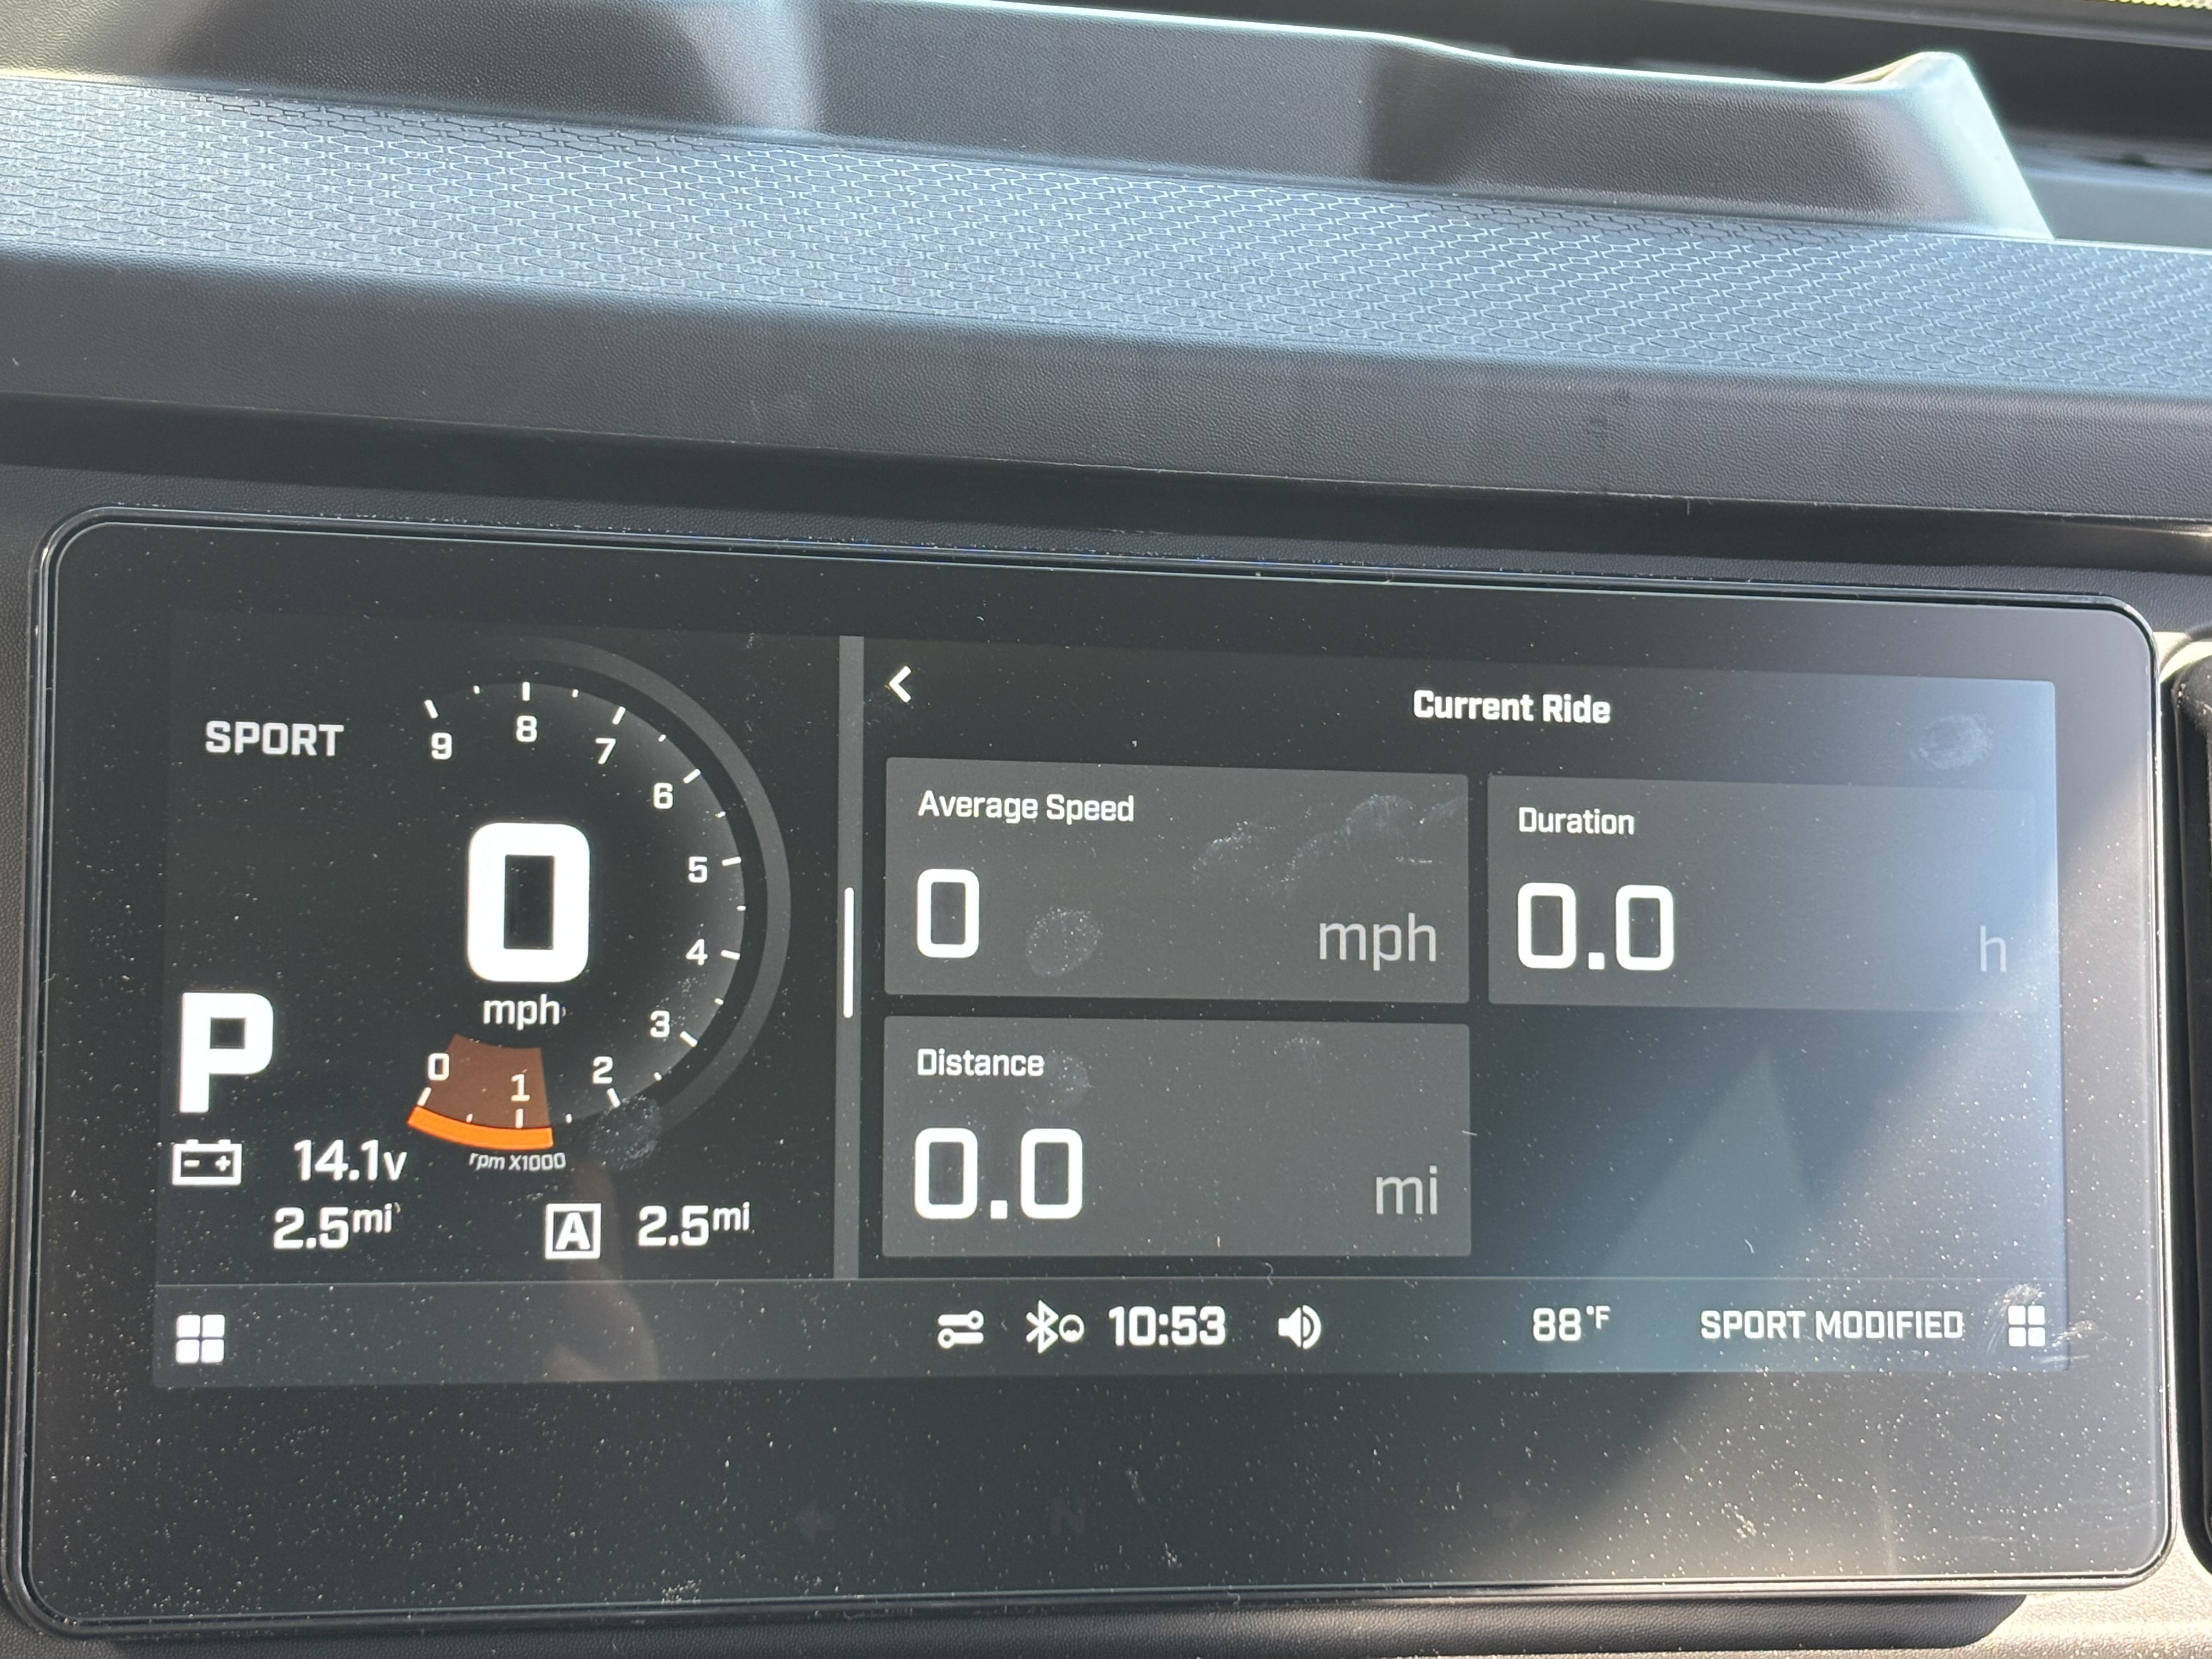 SPORT
9
8
7
6
5
4
3
2
1
0
0
mph
rpm X1000
P
14.1v
2.5mi
A 2.5mi
Current Ride
Average Speed
0 mph
Duration
0.0 h
Distance
0.0 mi
10:53
88°F
SPORT MODIFIED
N